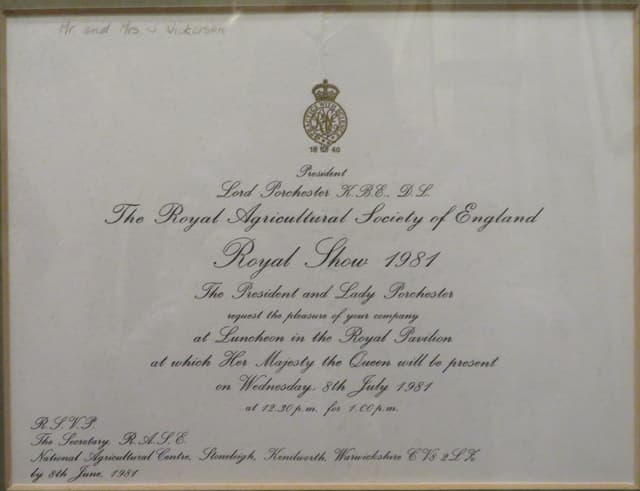 Mr and Mrs. J Vickerson
18 40
President
Lord Porchester K.B.E., D.L.
The Royal Agricultural Society of England
Royal Show 1981
The President and Lady Porchester
request the pleasure of your company
at Luncheon in the Royal Pavilion
at which Her Majesty the Queen will be present
on Wednesday, 8th July 1981
at 12.30 p.m. for 1.00 p.m.
R.S.V.P.
The Secretary, R.A.S.E.
National Agricultural Centre, Stoneleigh, Kenilworth, Warwickshire CV8 2LZ
by 8th June, 1981